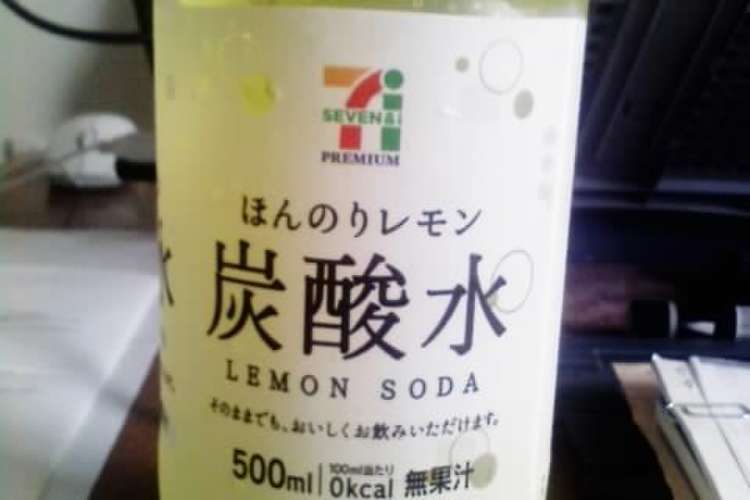 SEVEN&i
PREMIUM
ほんのりレモン
炭酸水
LEMON SODA
そのままでも、おいしくお飲みいただけます。
500ml 100ml当たり 0kcal 無果汁